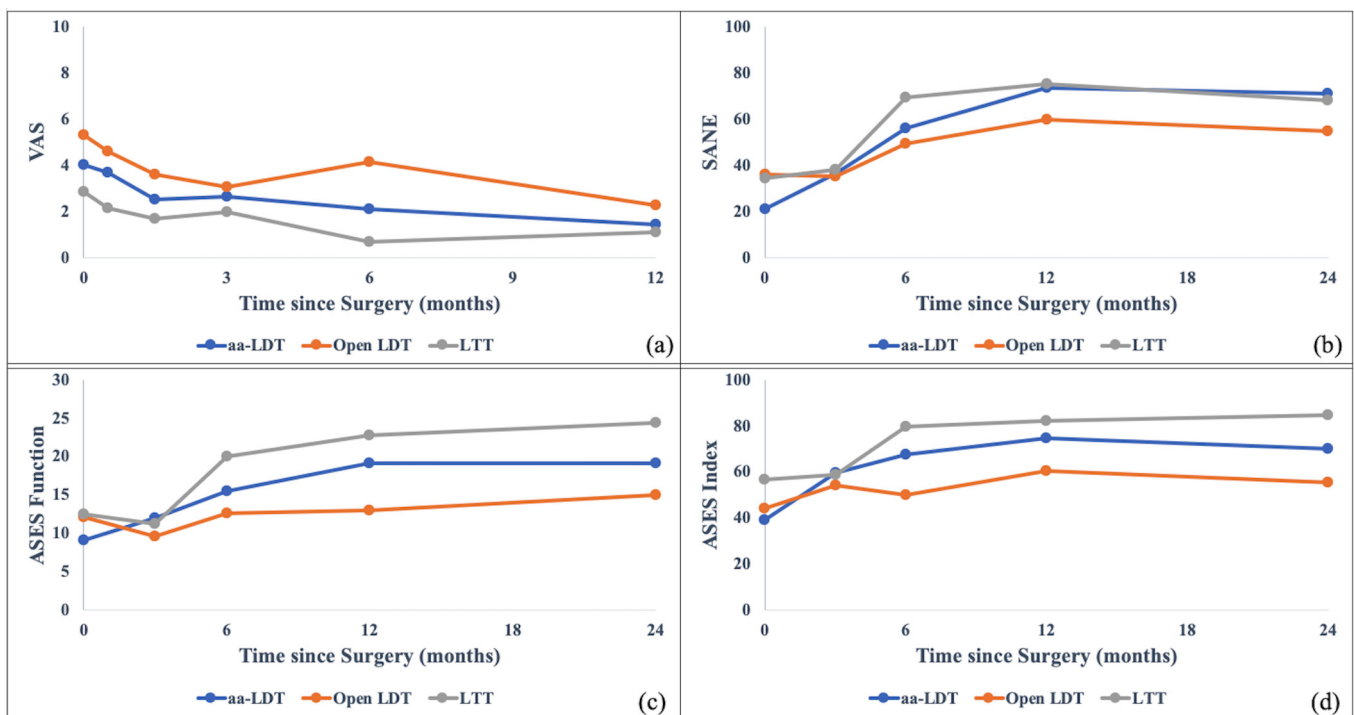 10
8
6
4
2
0
VAS
0 3 6 9 12
Time since Surgery (months)
aa-LDT Open LDT LTT
(a)
100
80
60
40
20
0
SANE
0 6 12 18 24
Time since Surgery (months)
aa-LDT Open LDT LTT
(b)
30
25
20
15
10
5
0
ASES Function
0 6 12 18 24
Time since Surgery (months)
aa-LDT Open LDT LTT
(c)
100
80
60
40
20
0
ASES Index
0 6 12 18 24
Time since Surgery (months)
aa-LDT Open LDT LTT
(d)